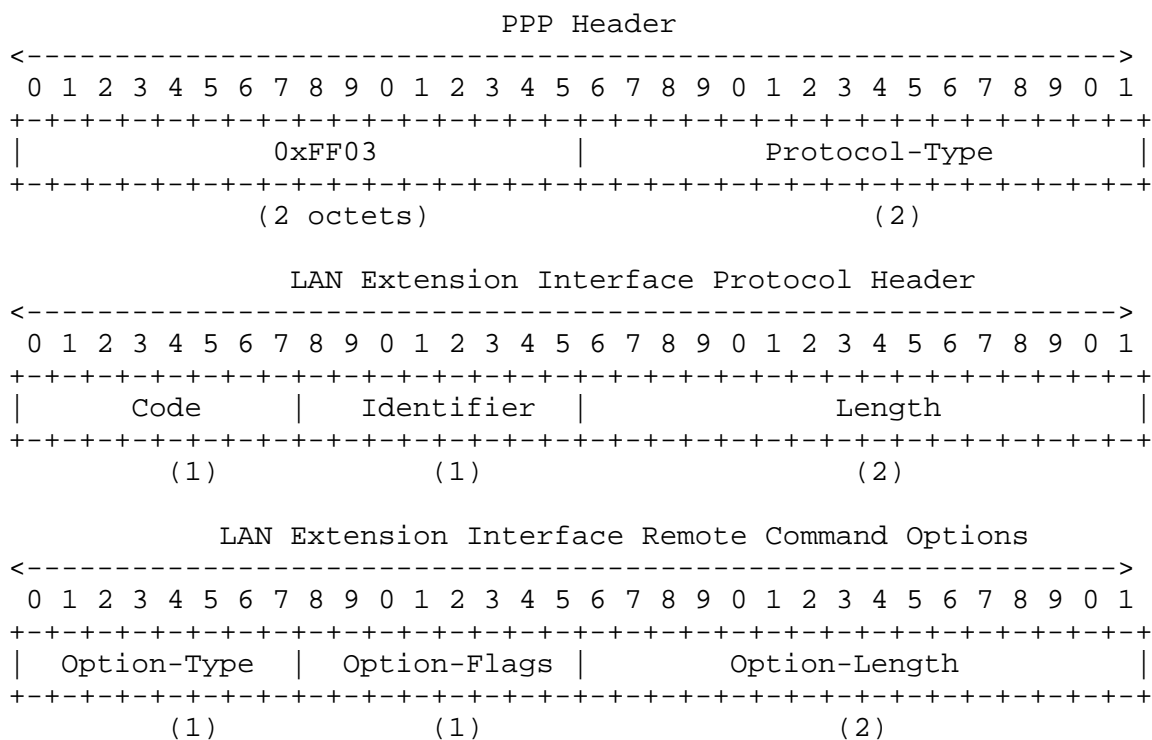 PPP Header
<-------------------------------------------------------------->
0 1 2 3 4 5 6 7 8 9 0 1 2 3 4 5 6 7 8 9 0 1 2 3 4 5 6 7 8 9 0 1
+-+-+-+-+-+-+-+-+-+-+-+-+-+-+-+-+-+-+-+-+-+-+-+-+-+-+-+-+-+-+-+-+
| 0xFF03 | Protocol-Type |
+-+-+-+-+-+-+-+-+-+-+-+-+-+-+-+-+-+-+-+-+-+-+-+-+-+-+-+-+-+-+-+-+
(2 octets) (2)
LAN Extension Interface Protocol Header
<-------------------------------------------------------------->
0 1 2 3 4 5 6 7 8 9 0 1 2 3 4 5 6 7 8 9 0 1 2 3 4 5 6 7 8 9 0 1
+-+-+-+-+-+-+-+-+-+-+-+-+-+-+-+-+-+-+-+-+-+-+-+-+-+-+-+-+-+-+-+-+
| Code | Identifier | Length |
+-+-+-+-+-+-+-+-+-+-+-+-+-+-+-+-+-+-+-+-+-+-+-+-+-+-+-+-+-+-+-+-+
(1) (1) (2)
LAN Extension Interface Remote Command Options
<-------------------------------------------------------------->
0 1 2 3 4 5 6 7 8 9 0 1 2 3 4 5 6 7 8 9 0 1 2 3 4 5 6 7 8 9 0 1
+-+-+-+-+-+-+-+-+-+-+-+-+-+-+-+-+-+-+-+-+-+-+-+-+-+-+-+-+-+-+-+-+
| Option-Type | Option-Flags | Option-Length |
+-+-+-+-+-+-+-+-+-+-+-+-+-+-+-+-+-+-+-+-+-+-+-+-+-+-+-+-+-+-+-+-+
(1) (1) (2)